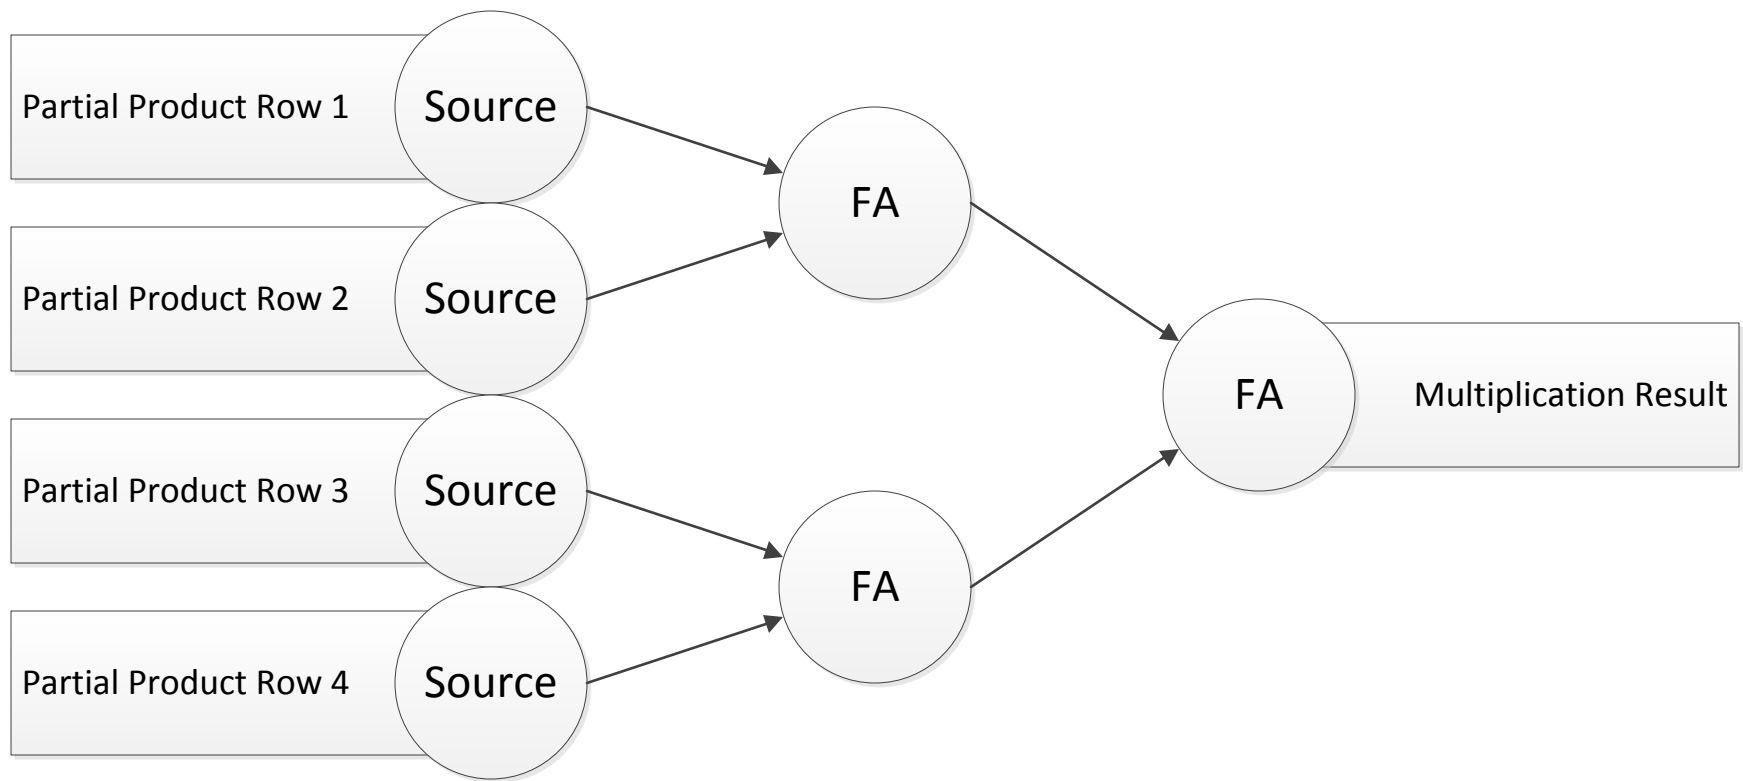 Partial Product Row 1
Source
Partial Product Row 2
Source
Partial Product Row 3
Source
Partial Product Row 4
Source
FA
FA
FA
Multiplication Result